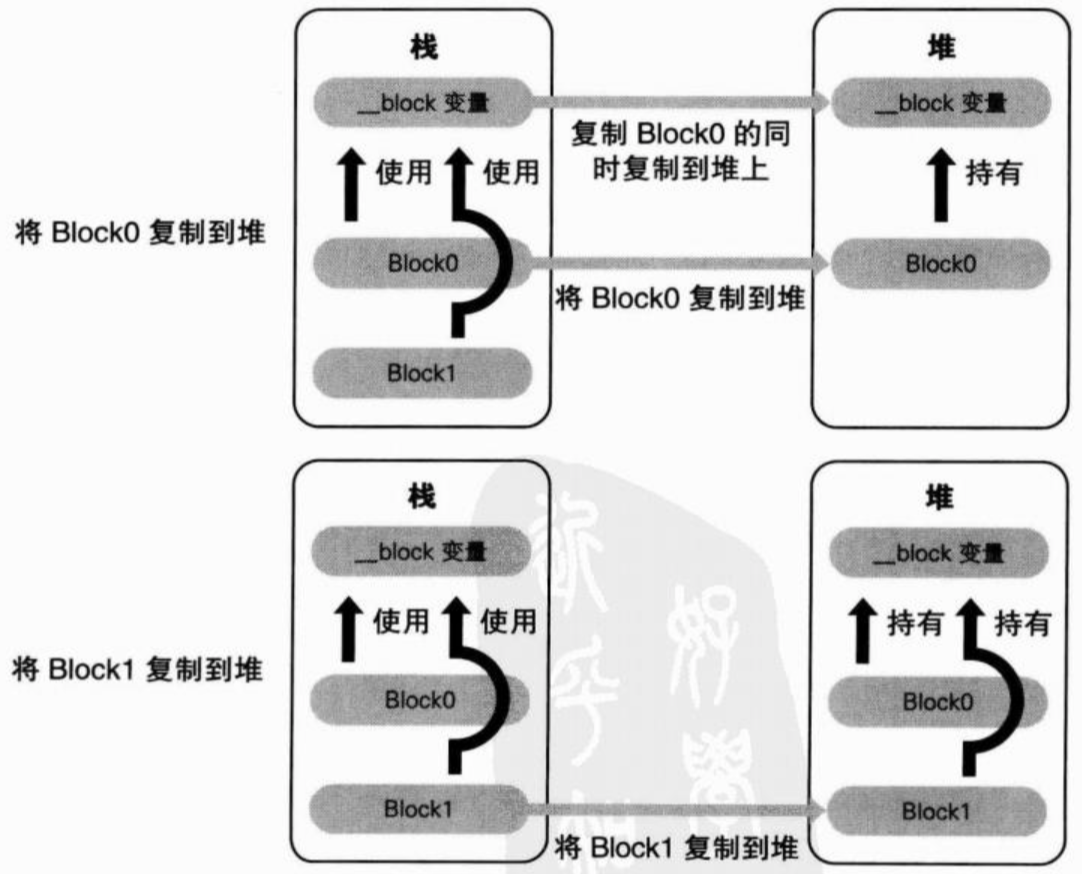 栈
堆
__block 变量
__block 变量
复制 Block0 的同
时复制到堆上
使用
使用
持有
将 Block0 复制到堆
Block0
Block0
将 Block0 复制到堆
Block1
栈
堆
__block 变量
__block 变量
使用
使用
持有
持有
将 Block1 复制到堆
Block0
Block0
Block1
Block1
将 Block1 复制到堆